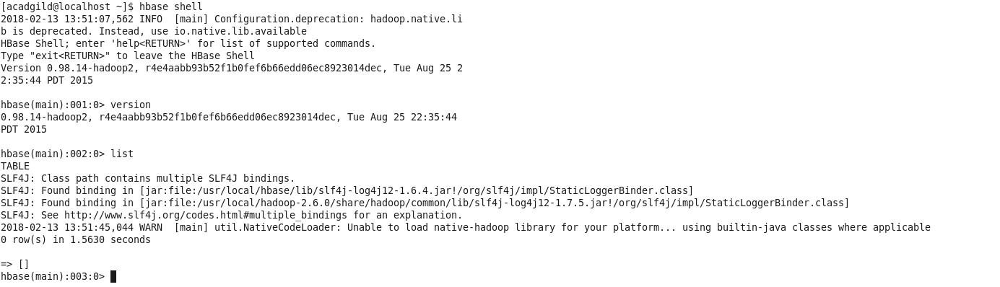 [acadgild@localhost ~]$ hbase shell
2018-02-13 13:51:07,562 INFO  [main] Configuration.deprecation: hadoop.native.li
b is deprecated. Instead, use io.native.lib.available
HBase Shell; enter 'help<RETURN>' for list of supported commands.
Type "exit<RETURN>" to leave the HBase Shell
Version 0.98.14-hadoop2, r4e4aabb93b52f1b0fef6b66edd06ec8923014dec, Tue Aug 25 2
2:35:44 PDT 2015
hbase(main):001:0> version
0.98.14-hadoop2, r4e4aabb93b52f1b0fef6b66edd06ec8923014dec, Tue Aug 25 22:35:44
PDT 2015
hbase(main):002:0> list
TABLE
SLF4J: Class path contains multiple SLF4J bindings.
SLF4J: Found binding in [jar:file:/usr/local/hbase/lib/slf4j-log4j12-1.6.4.jar!/org/slf4j/impl/StaticLoggerBinder.class]
SLF4J: Found binding in [jar:file:/usr/local/hadoop-2.6.0/share/hadoop/common/lib/slf4j-log4j12-1.7.5.jar!/org/slf4j/impl/StaticLoggerBinder.class]
SLF4J: See http://www.slf4j.org/codes.html#multiple_bindings for an explanation.
2018-02-13 13:51:45,044 WARN  [main] util.NativeCodeLoader: Unable to load native-hadoop library for your platform... using builtin-java classes where applicable
0 row(s) in 1.5630 seconds
=> []
hbase(main):003:0>